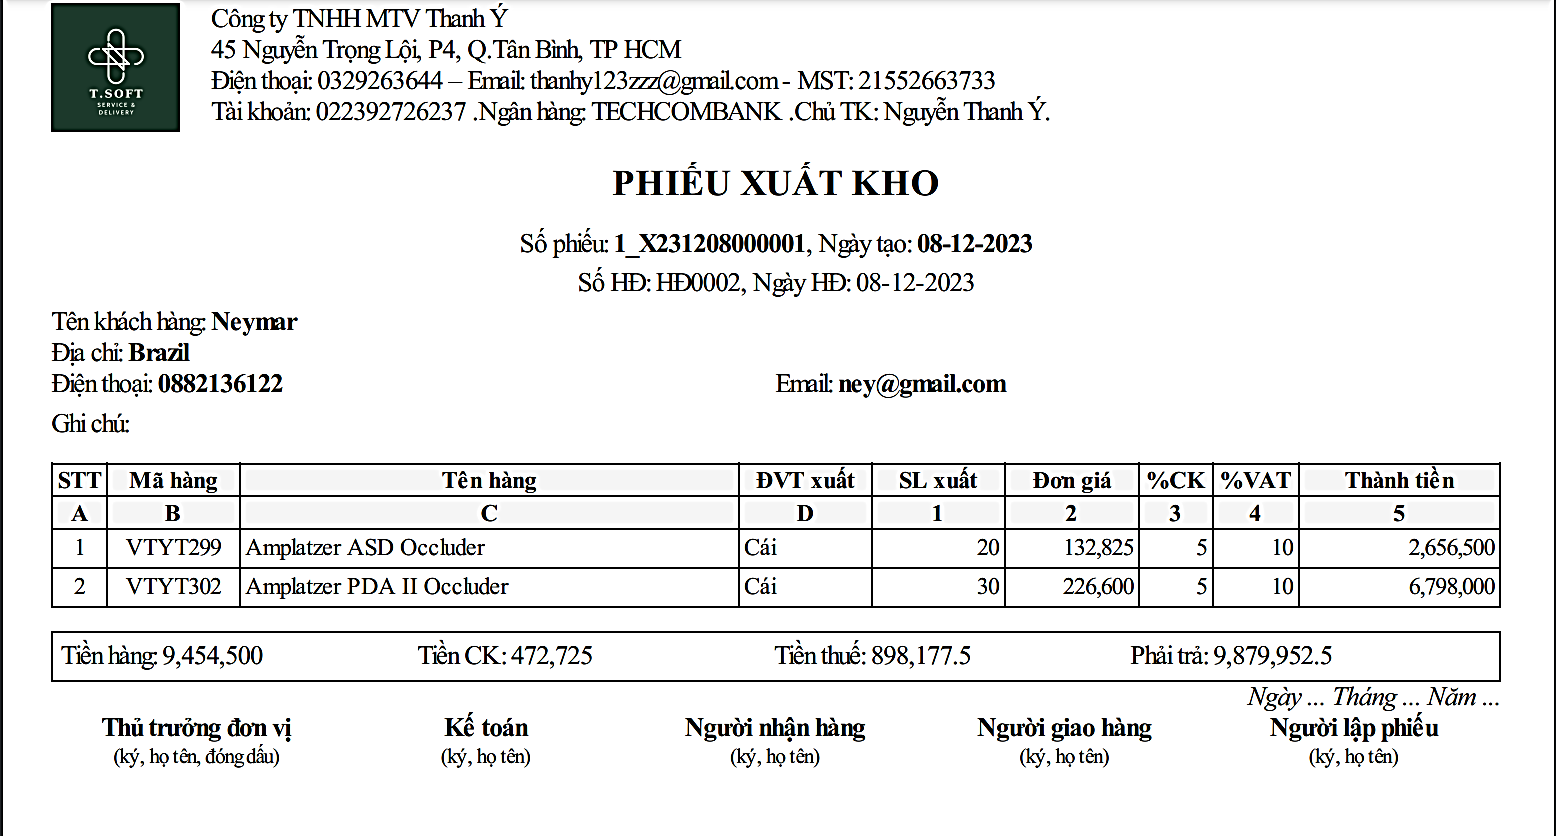 T.SOFT
SERVICE &
DELIVERY
Công ty TNHH MTV Thanh Ý
45 Nguyễn Trọng Lội, P4, Q.Tân Bình, TP HCM
Điện thoại: 0329263644 – Email: thanhy123zzz@gmail.com - MST: 21552663733
Tài khoản: 022392726237 .Ngân hàng: TECHCOMBANK .Chủ TK: Nguyễn Thanh Ý.
PHIẾU XUẤT KHO
Số phiếu: 1_X231208000001, Ngày tạo: 08-12-2023
Số HĐ: HĐ0002, Ngày HĐ: 08-12-2023
Tên khách hàng: Neymar
Địa chỉ: Brazil
Điện thoại: 0882136122 Email: ney@gmail.com
Ghi chú:
STT Mã hàng Tên hàng ĐVT xuất SL xuất Đơn giá %CK %VAT Thành tiền
A B C D 1 2 3 4 5
1 VTYT299 Amplatzer ASD Occluder Cái 20 132,825 5 10 2,656,500
2 VTYT302 Amplatzer PDA II Occluder Cái 30 226,600 5 10 6,798,000
Tiền hàng: 9,454,500 Tiền CK: 472,725 Tiền thuế: 898,177.5 Phải trả: 9,879,952.5
Ngày ... Tháng ... Năm ...
Thủ trưởng đơn vị Kế toán Người nhận hàng Người giao hàng Người lập phiếu
(ký, họ tên, đóng dấu) (ký, họ tên) (ký, họ tên) (ký, họ tên) (ký, họ tên)